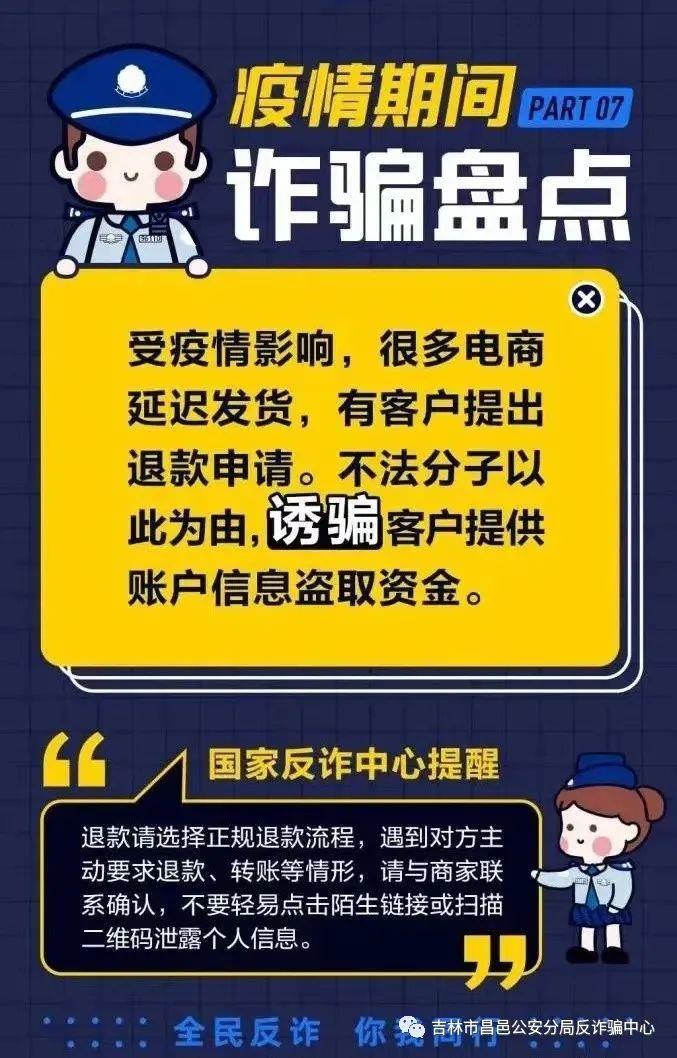 疫情期间
PART 07
诈骗盘点
受疫情影响，很多电商
延迟发货，有客户提出
退款申请。不法分子以
此为由,诱骗客户提供
账户信息盗取资金。
国家反诈中心提醒
退款请选择正规退款流程，遇到对方主
动要求退款、转账等情形，请与商家联
系确认，不要轻易点击陌生链接或扫描
二维码泄露个人信息。
全民反诈 你我同行
吉林市昌邑公安分局反诈骗中心